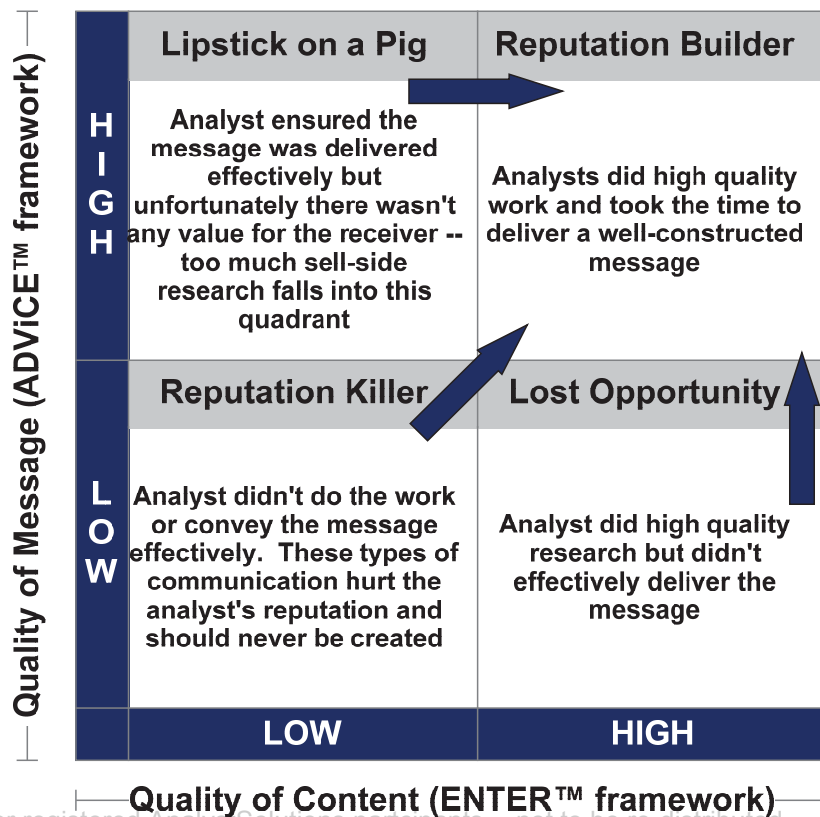 Lipstick on a Pig
Reputation Builder
Analyst ensured the
message was delivered
effectively but
unfortunately there wasn't
any value for the receiver --
too much sell-side
research falls into this
quadrant
Analysts did high quality
work and took the time to
deliver a well-constructed
message
HIGH
Quality of Message (ADViCE™ framework)
Reputation Killer
Lost Opportunity
Analyst didn't do the work
or convey the message
effectively. These types of
communication hurt the
analyst's reputation and
should never be created
Analyst did high quality
research but didn't
effectively deliver the
message
LOW
LOW
HIGH
Quality of Content (ENTER™ framework)